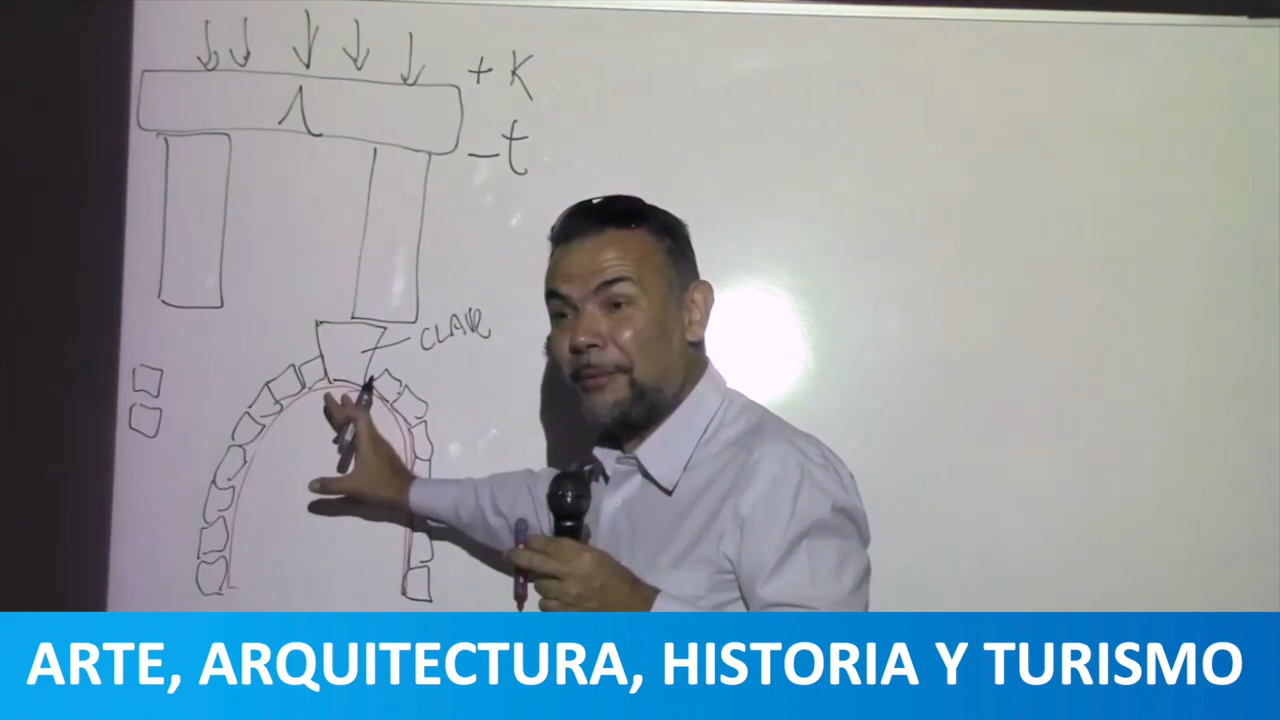 + K
- t
CLAVE
ARTE, ARQUITECTURA, HISTORIA Y TURISMO